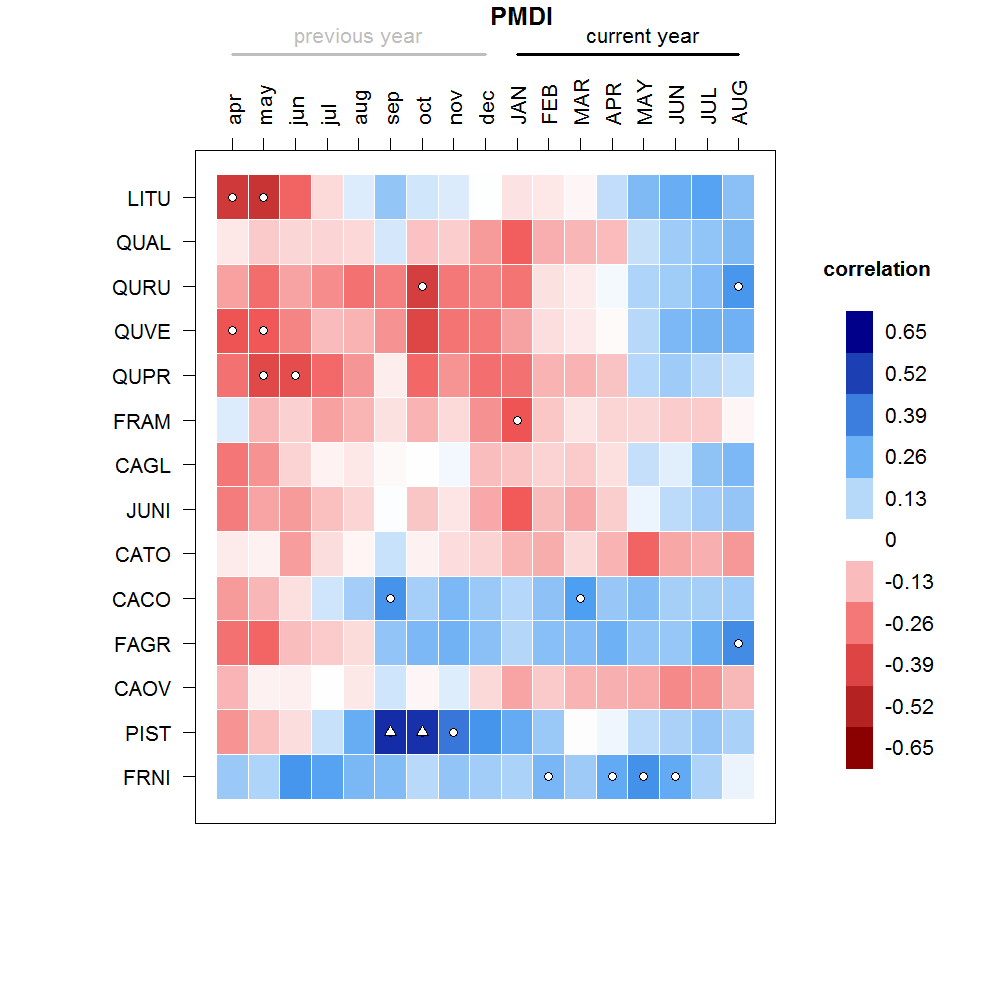 PMDI
previous year
current year
apr may jun jul aug sep oct nov dec JAN FEB MAR APR MAY JUN JUL AUG
LITU
QUAL
QURU
QUVE
QUPR
FRAM
CAGL
JUNI
CATO
CACO
FAGR
CAOV
PIST
FRNI
correlation
0.65
0.52
0.39
0.26
0.13
0
-0.13
-0.26
-0.39
-0.52
-0.65